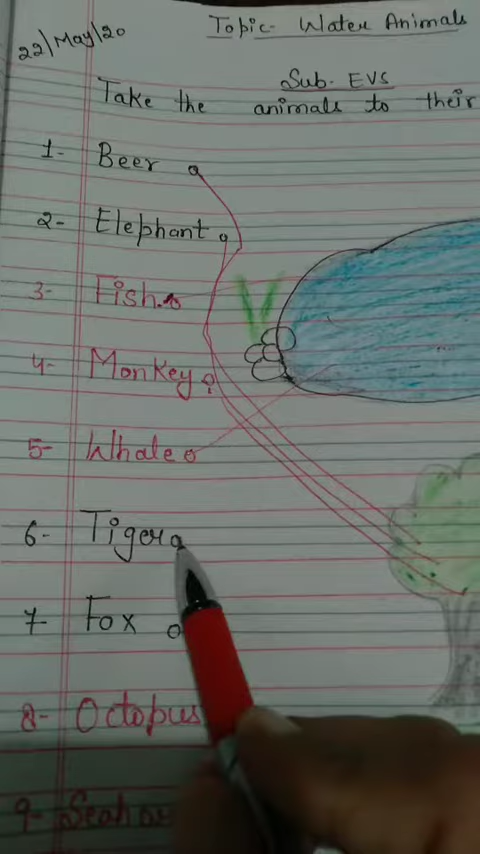 22/May/20
Topic- Water Animals
Sub- EVS
Take the animals to their
1- Beer
2- Elephant
3- Fish
4- Monkey
5- Whale
6- Tiger
7- Fox
8- Octopus
9-